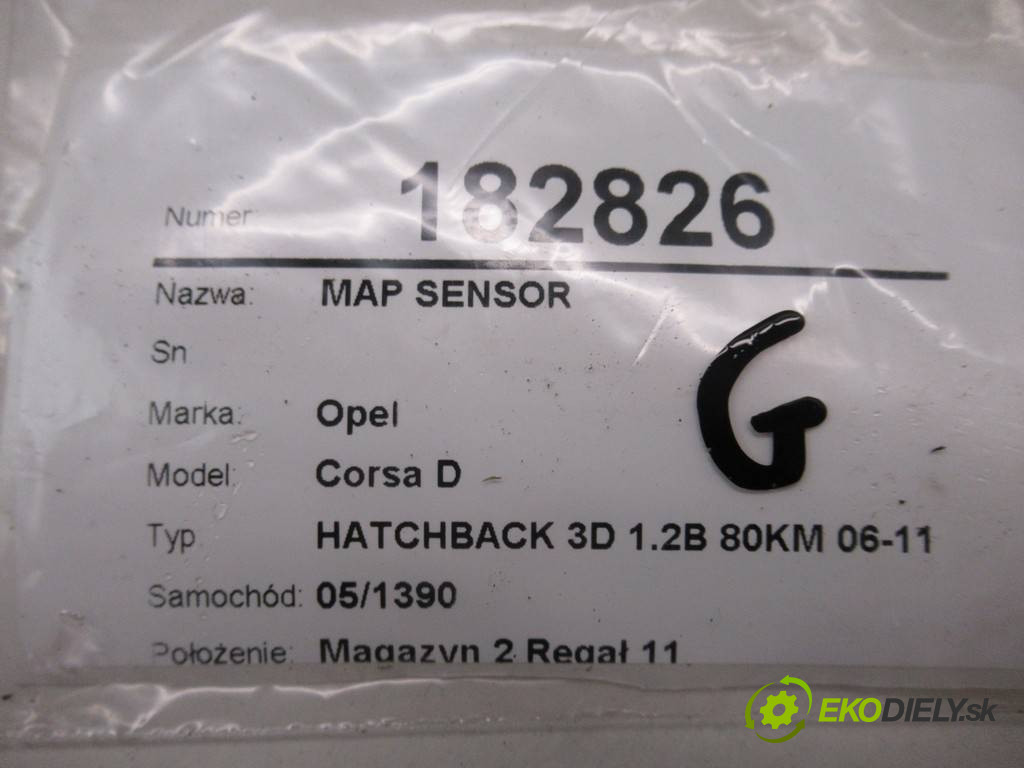 Numer 182826
Nazwa: MAP SENSOR
Sn
Marka: Opel
G
Model: Corsa D
Typ HATCHBACK 3D 1.2B 80KM 06-11
Samochód: 05/1390
Położenie: Magazyn 2 Regał 11
EKODIELY.sk